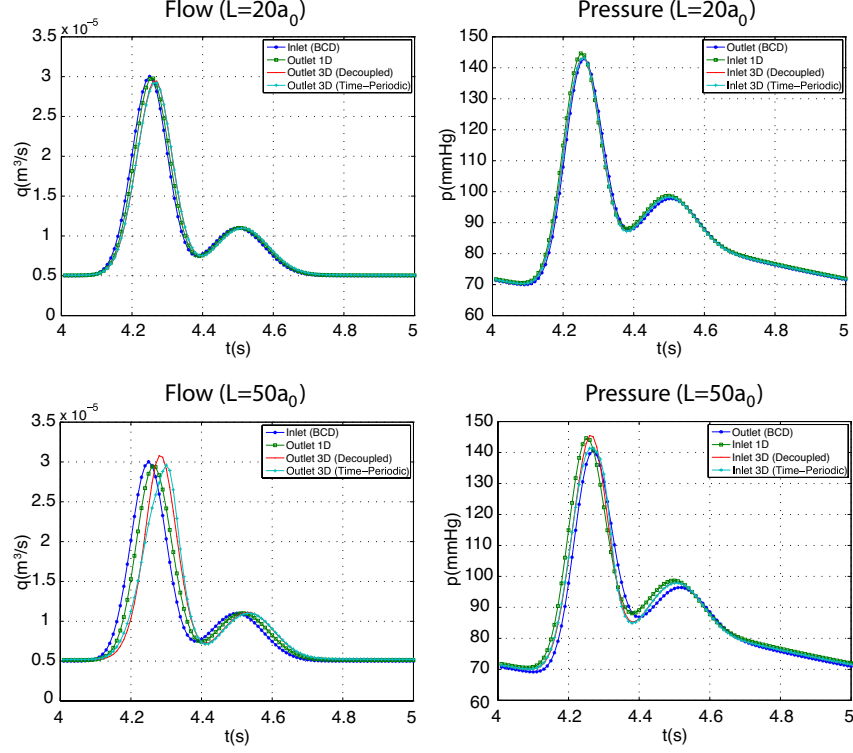 Flow (L=20a₀)
x 10⁻⁵
3.5
3
2.5
2
1.5
1
0.5
0
q(m³/s)
4
4.2
4.4
4.6
4.8
5
t(s)
Inlet (BCD)
Outlet 1D
Outlet 3D (Decoupled)
Outlet 3D (Time−Periodic)
Pressure (L=20a₀)
150
140
130
120
110
100
90
80
70
60
p(mmHg)
4
4.2
4.4
4.6
4.8
5
t(s)
Outlet (BCD)
Inlet 1D
Inlet 3D (Decoupled)
Inlet 3D (Time−Periodic)
Flow (L=50a₀)
x 10⁻⁵
3.5
3
2.5
2
1.5
1
0.5
0
q(m³/s)
4
4.2
4.4
4.6
4.8
5
t(s)
Inlet (BCD)
Outlet 1D
Outlet 3D (Decoupled)
Outlet 3D (Time−Periodic)
Pressure (L=50a₀)
150
140
130
120
110
100
90
80
70
60
p(mmHg)
4
4.2
4.4
4.6
4.8
5
t(s)
Outlet (BCD)
Inlet 1D
Inlet 3D (Decoupled)
Inlet 3D (Time−Periodic)